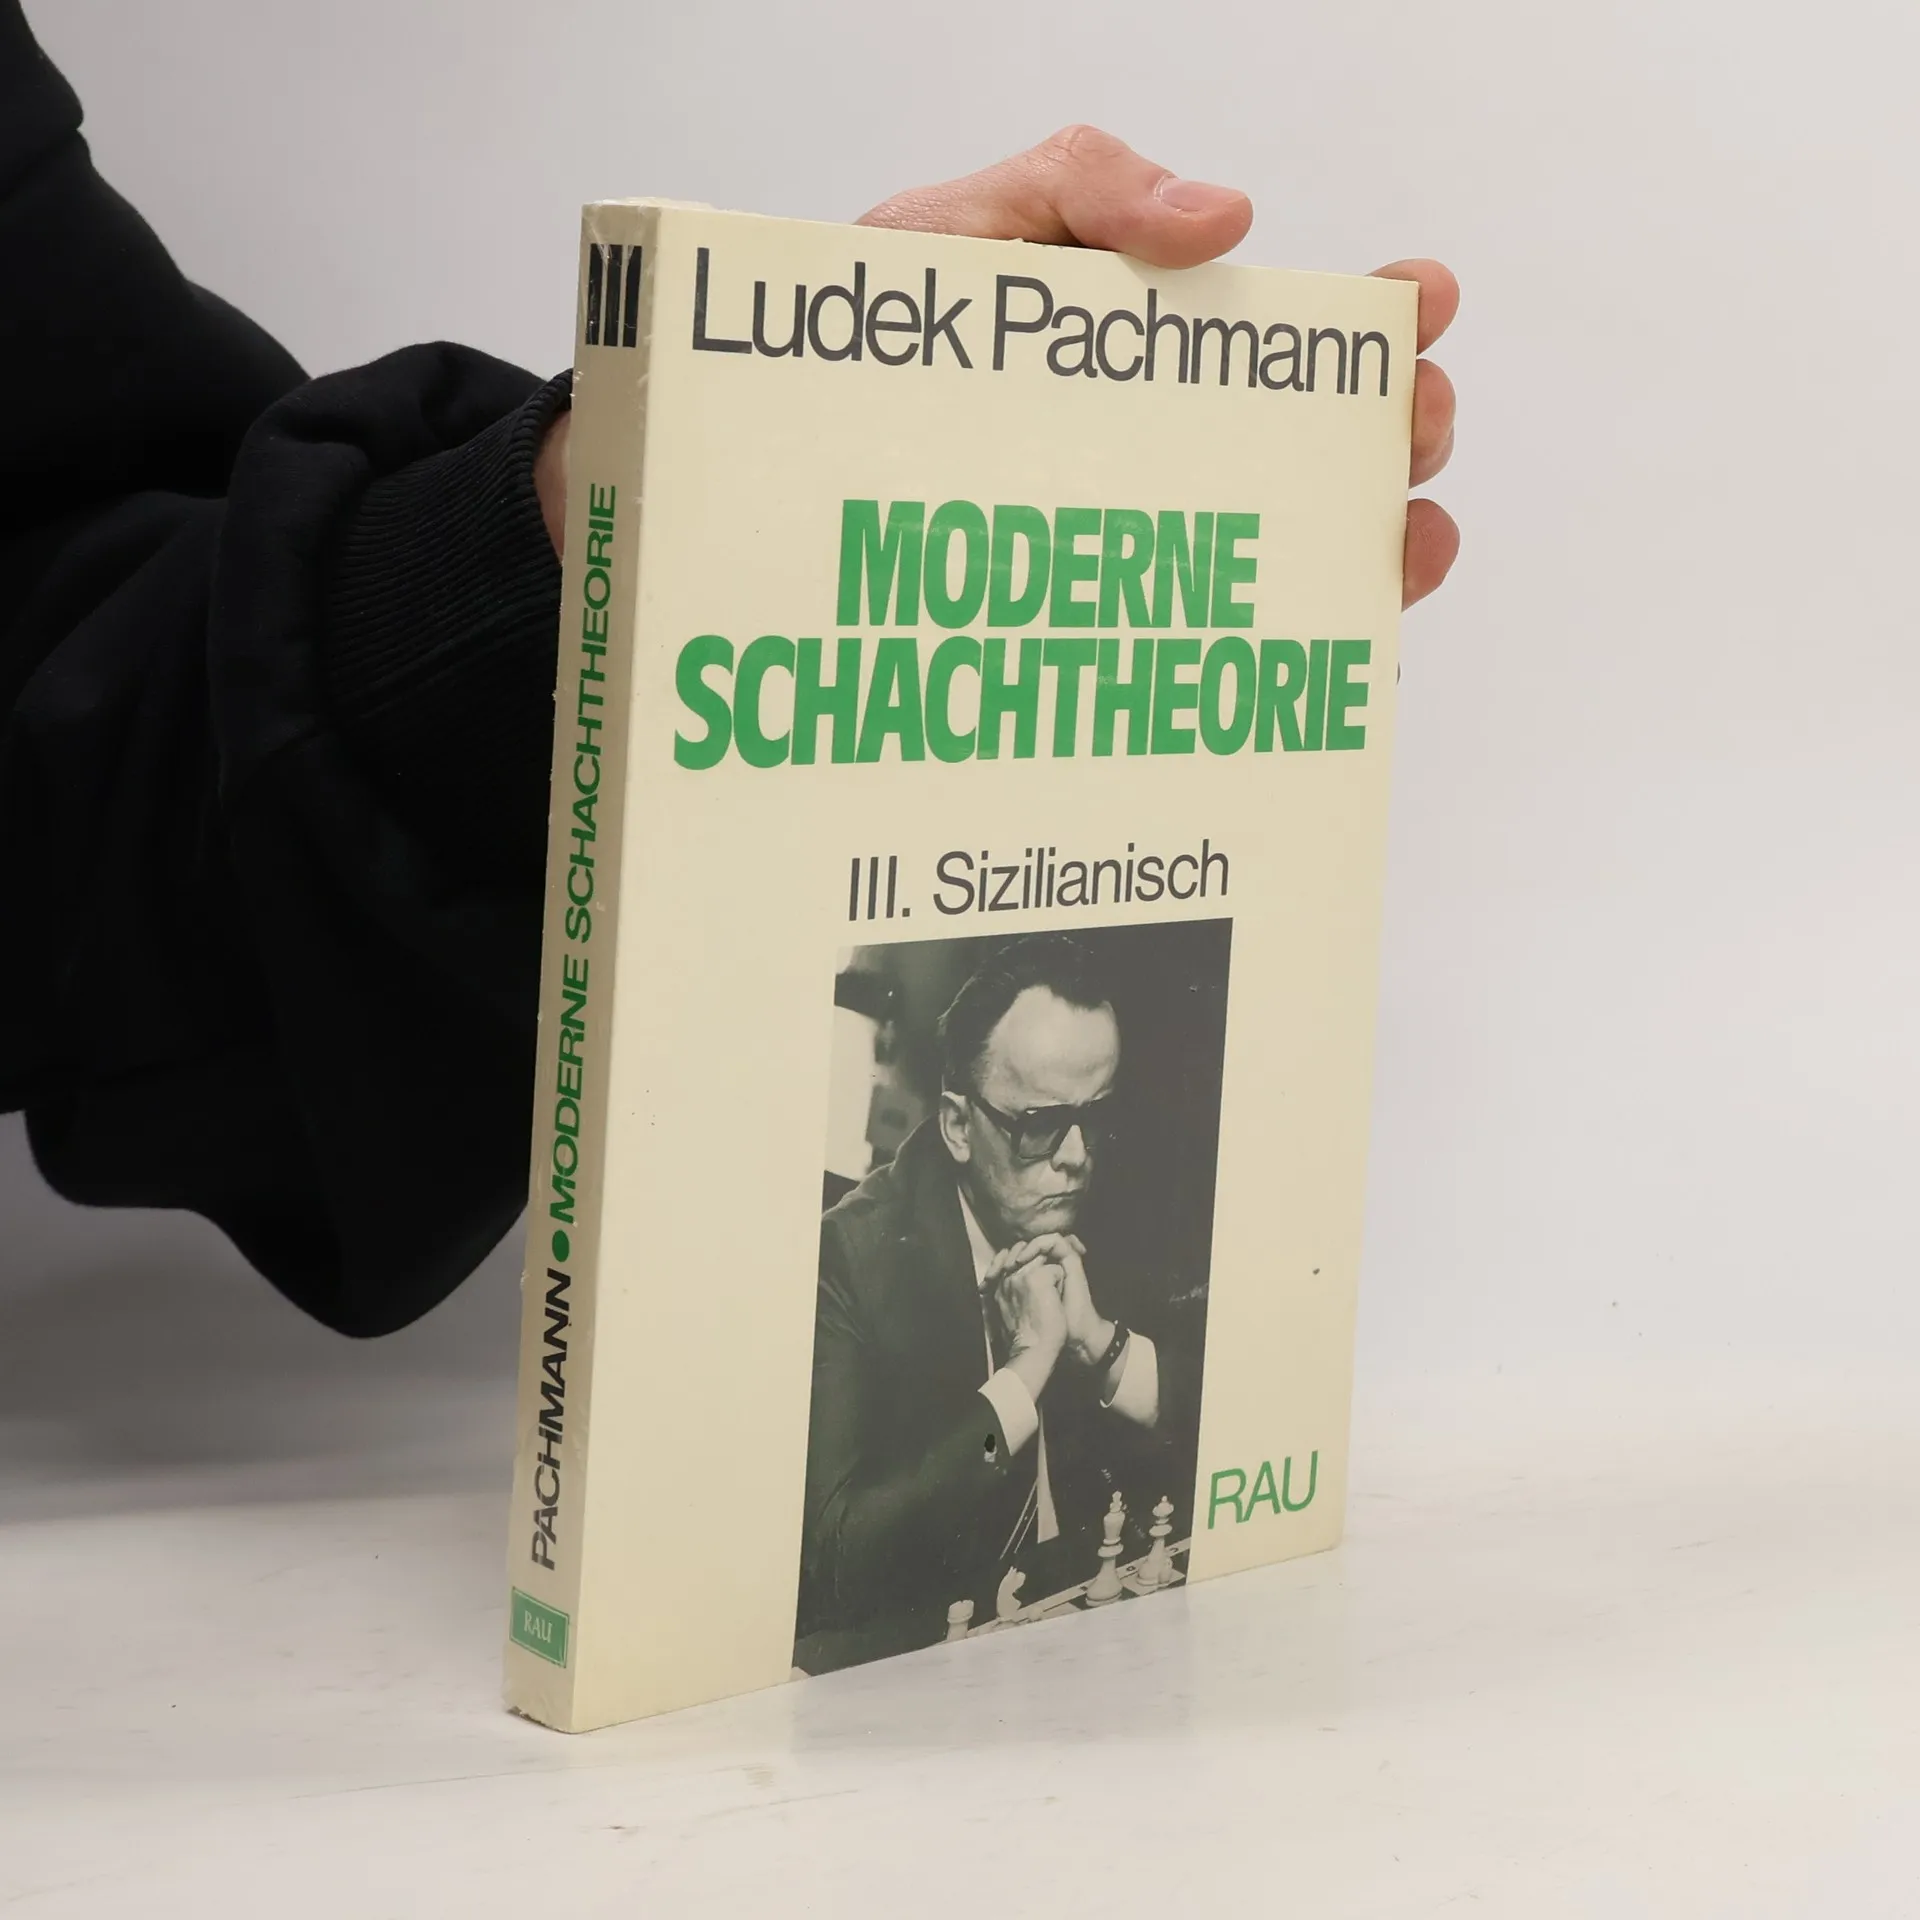 Ludek Pachmann
MODERNE
SCHACHTHEORIE
III. Sizilianisch
RAU
III
PACHMANN ● MODERNE SCHACHTHEORIE
RAU